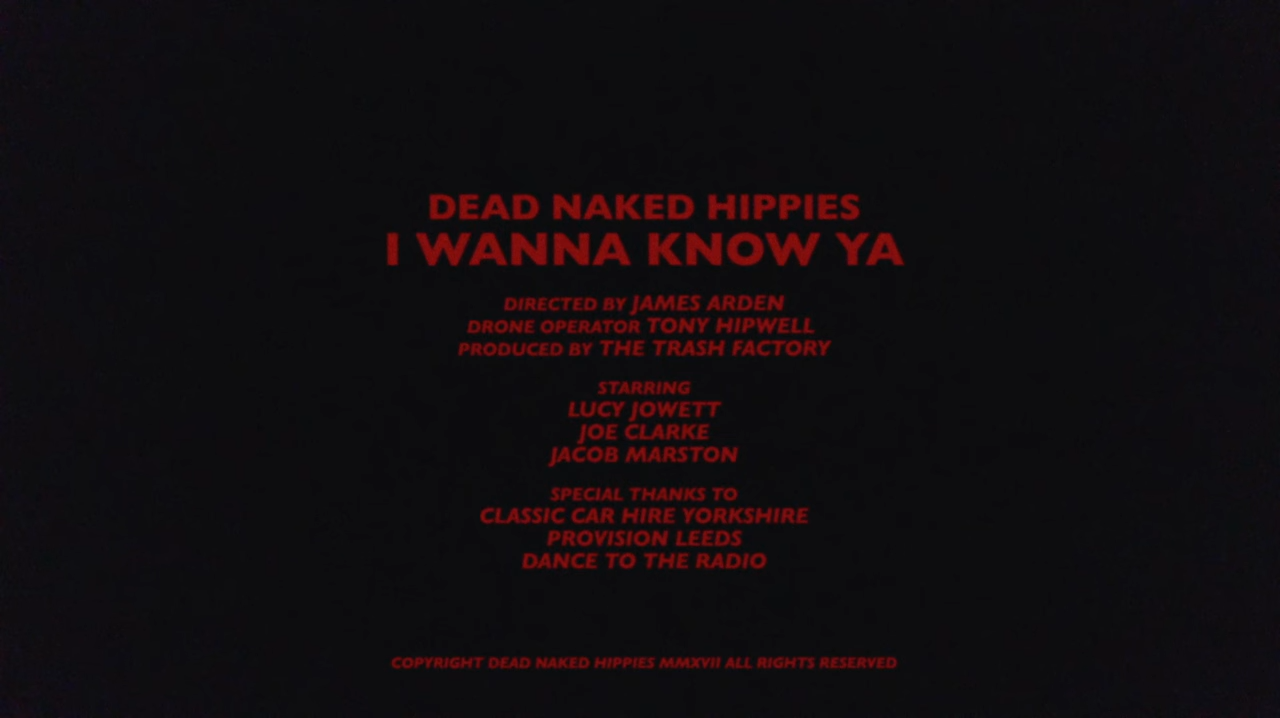 DEAD NAKED HIPPIES
I WANNA KNOW YA
DIRECTED BY JAMES ARDEN
DRONE OPERATOR TONY HIPWELL
PRODUCED BY THE TRASH FACTORY
STARRING
LUCY JOWETT
JOE CLARKE
JACOB MARSTON
SPECIAL THANKS TO
CLASSIC CAR HIRE YORKSHIRE
PROVISION LEEDS
DANCE TO THE RADIO
COPYRIGHT DEAD NAKED HIPPIES MMXVII ALL RIGHTS RESERVED